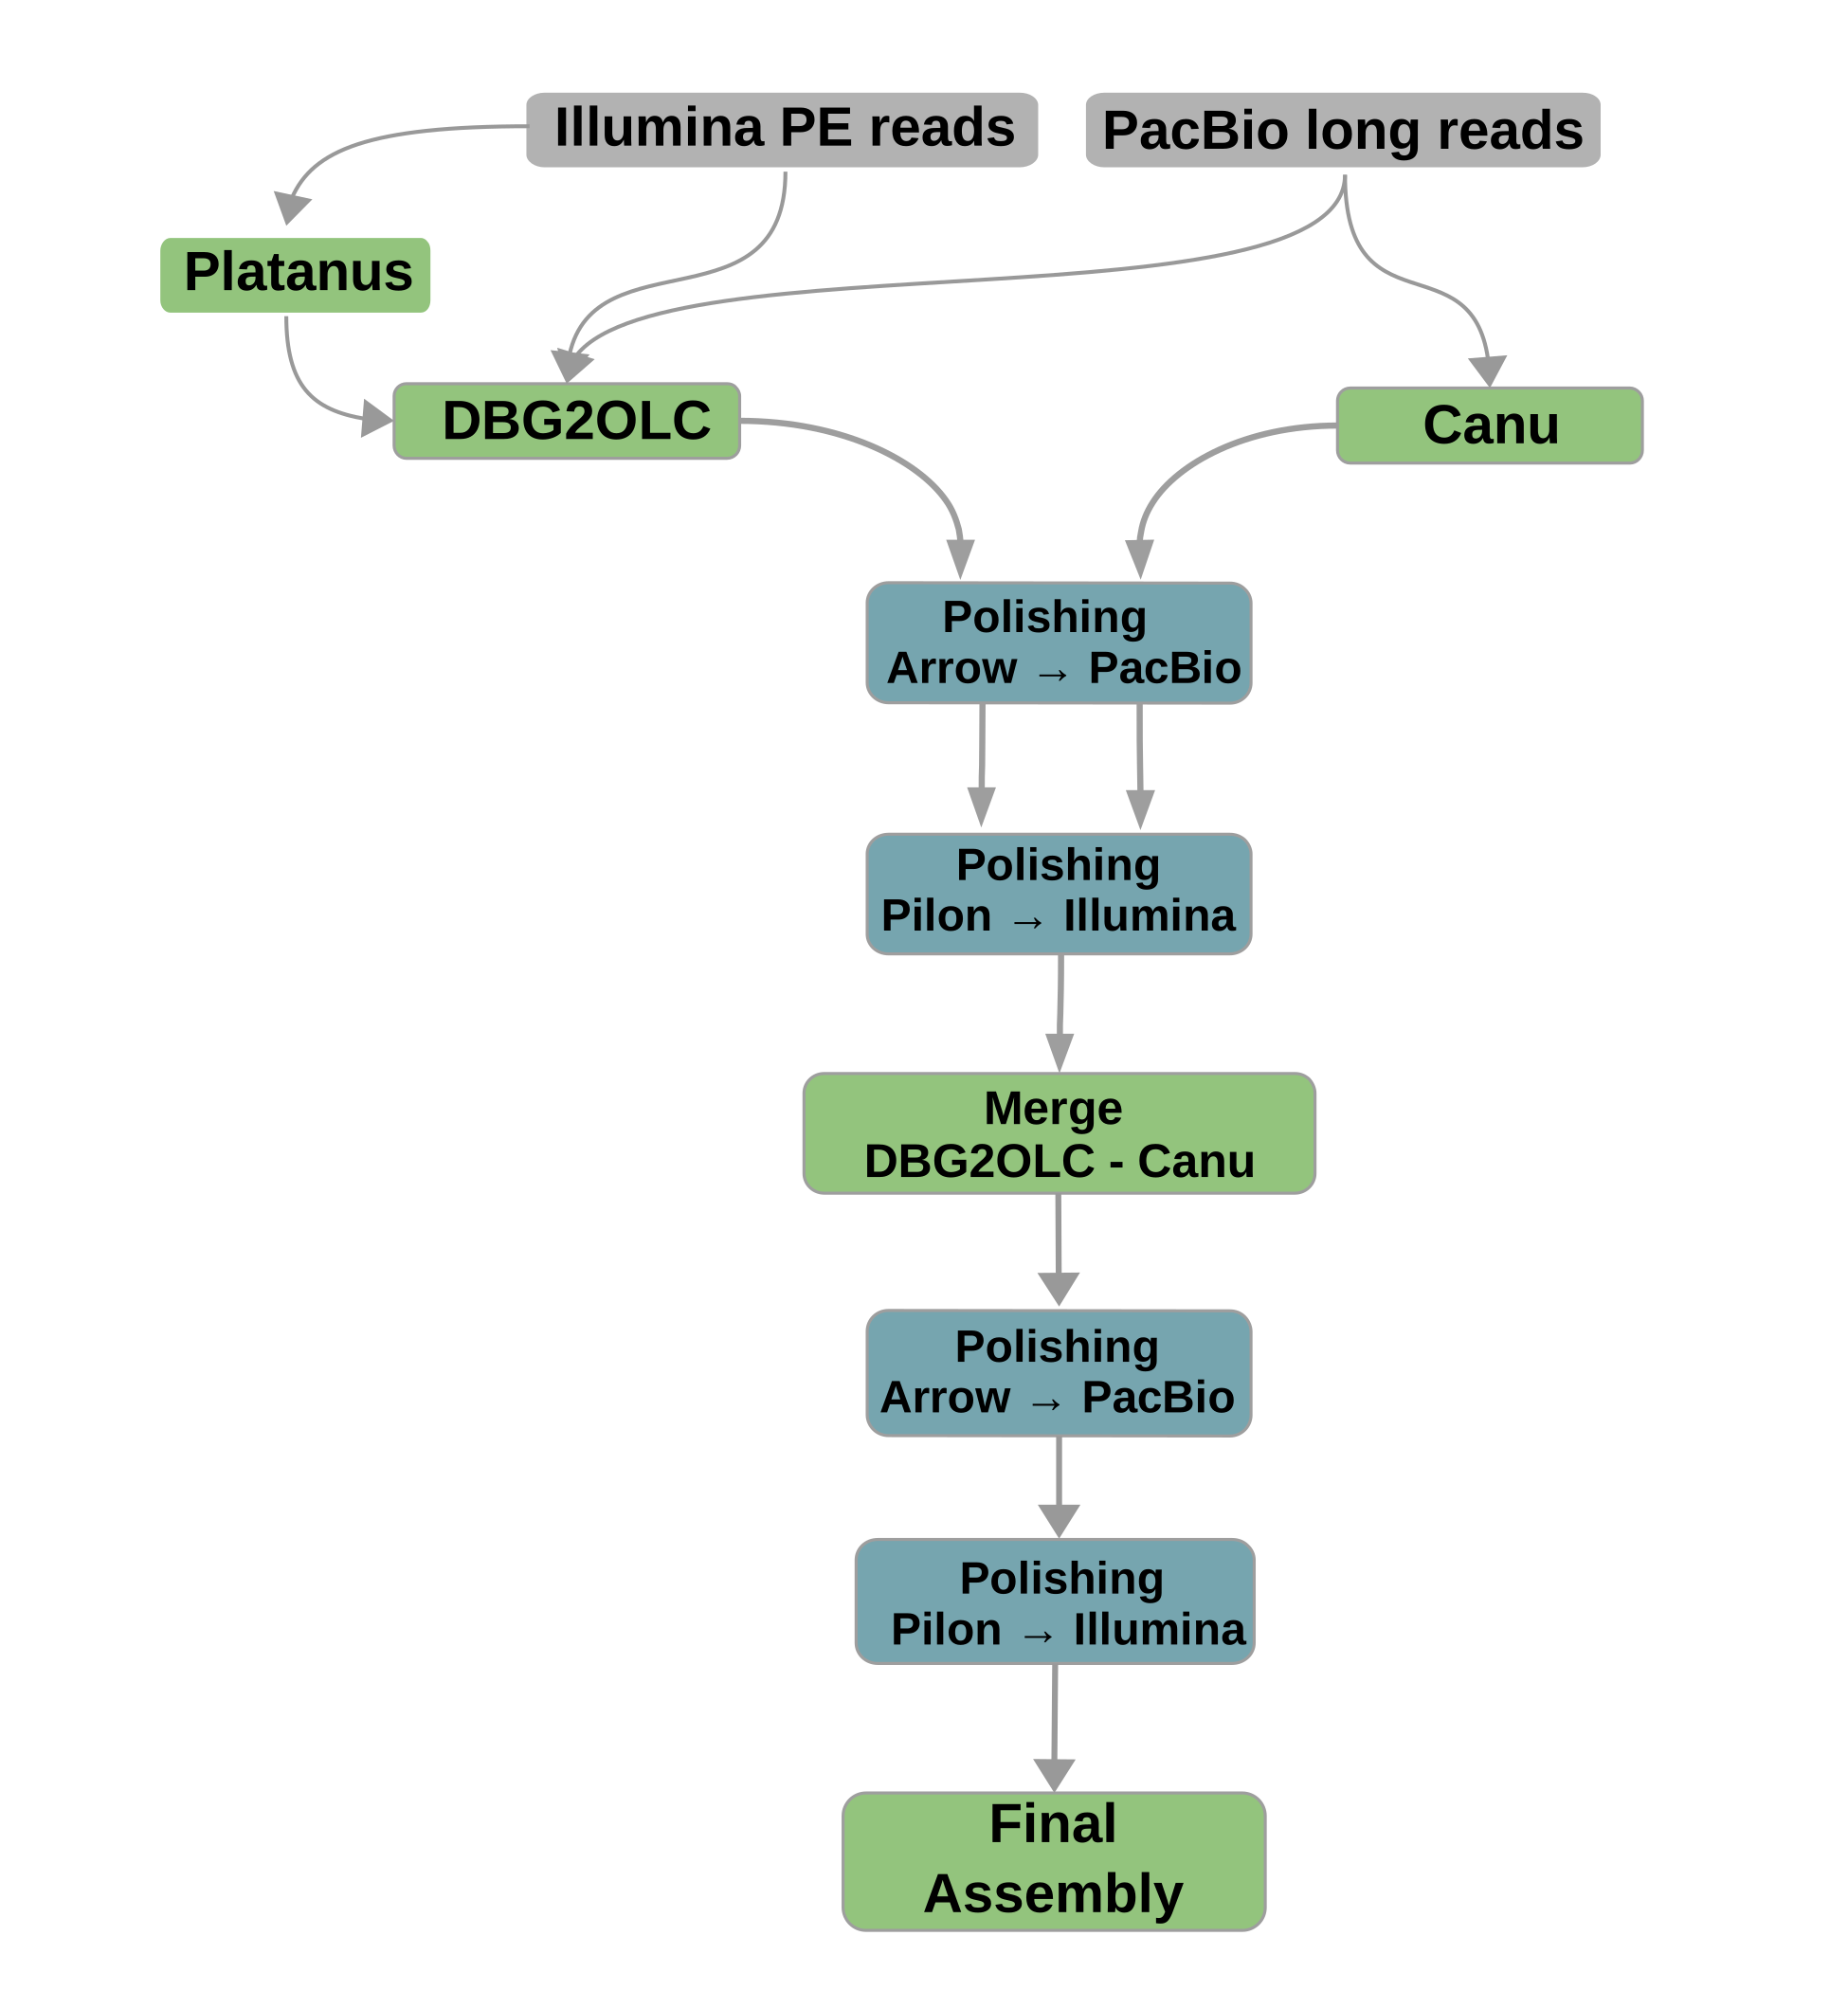 Illumina PE reads
PacBio long reads
Platanus
DBG2OLC
Canu
Polishing
Arrow → PacBio
Polishing
Pilon → Illumina
Merge
DBG2OLC - Canu
Polishing
Arrow → PacBio
Polishing
Pilon → Illumina
Final
Assembly